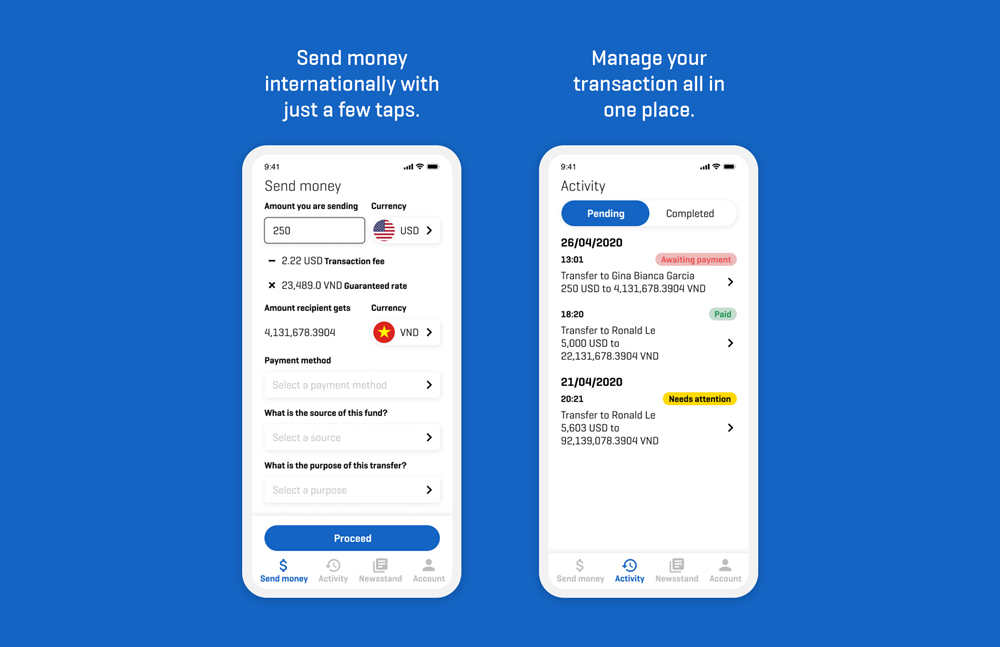 Send money
internationally with
just a few taps.
9:41
Send money
Amount you are sending Currency
250 USD
− 2.22 USD Transaction fee
× 23,489.0 VND Guaranteed rate
Amount recipient gets Currency
4,131,678.3904 VND
Payment method
Select a payment method
What is the source of this fund?
Select a source
What is the purpose of this transfer?
Select a purpose
Proceed
Send money Activity Newsstand Account
Manage your
transaction all in
one place.
9:41
Activity
Pending Completed
26/04/2020
13:01 Awaiting payment
Transfer to Gina Bianca Garcia
250 USD to 4,131,678.3904 VND
18:20 Paid
Transfer to Ronald Le
5,000 USD to
22,131,678.3904 VND
21/04/2020
20:21 Needs attention
Transfer to Ronald Le
5,603 USD to
92,139,078.3904 VND
Send money Activity Newsstand Account